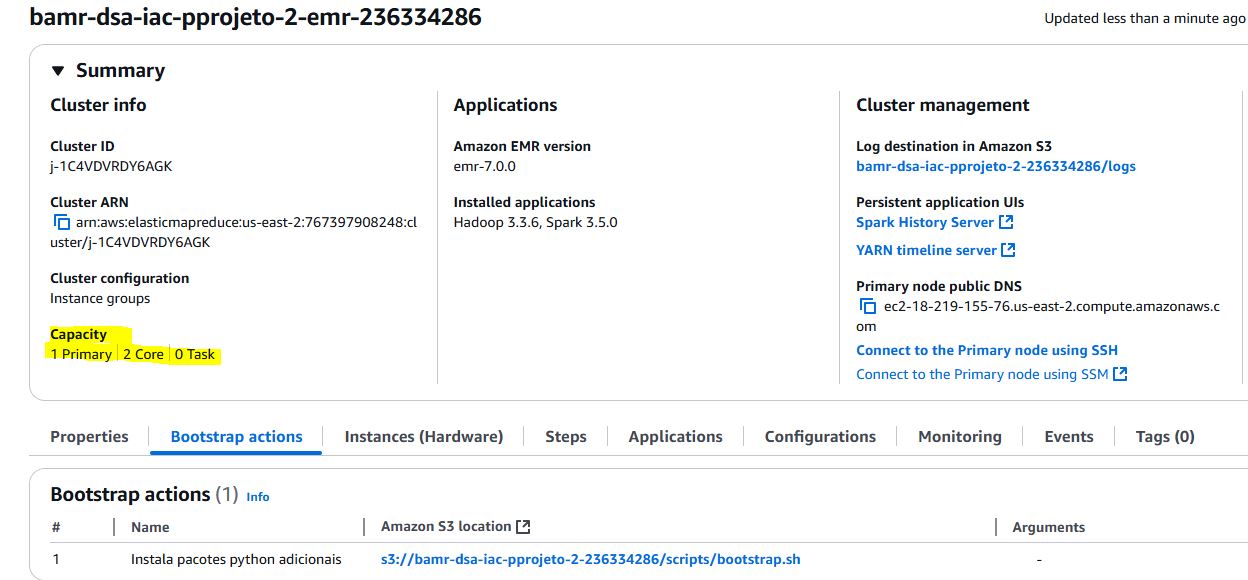 bamr-dsa-iac-pprojeto-2-emr-236334286
Updated less than a minute ago
Summary
Cluster info
Cluster ID
j-1C4VDVRDY6AGK
Cluster ARN
arn:aws:elasticmapreduce:us-east-2:767397908248:cl
uster/j-1C4VDVRDY6AGK
Cluster configuration
Instance groups
Capacity
1 Primary 2 Core 0 Task
Applications
Amazon EMR version
emr-7.0.0
Installed applications
Hadoop 3.3.6, Spark 3.5.0
Cluster management
Log destination in Amazon S3
bamr-dsa-iac-pprojeto-2-236334286/logs
Persistent application UIs
Spark History Server
YARN timeline server
Primary node public DNS
ec2-18-219-155-76.us-east-2.compute.amazonaws.c
om
Connect to the Primary node using SSH
Connect to the Primary node using SSM
Properties Bootstrap actions Instances (Hardware) Steps Applications Configurations Monitoring Events Tags (0)
Bootstrap actions (1) Info
# Name Amazon S3 location Arguments
1 Instala pacotes python adicionais s3://bamr-dsa-iac-pprojeto-2-236334286/scripts/bootstrap.sh -